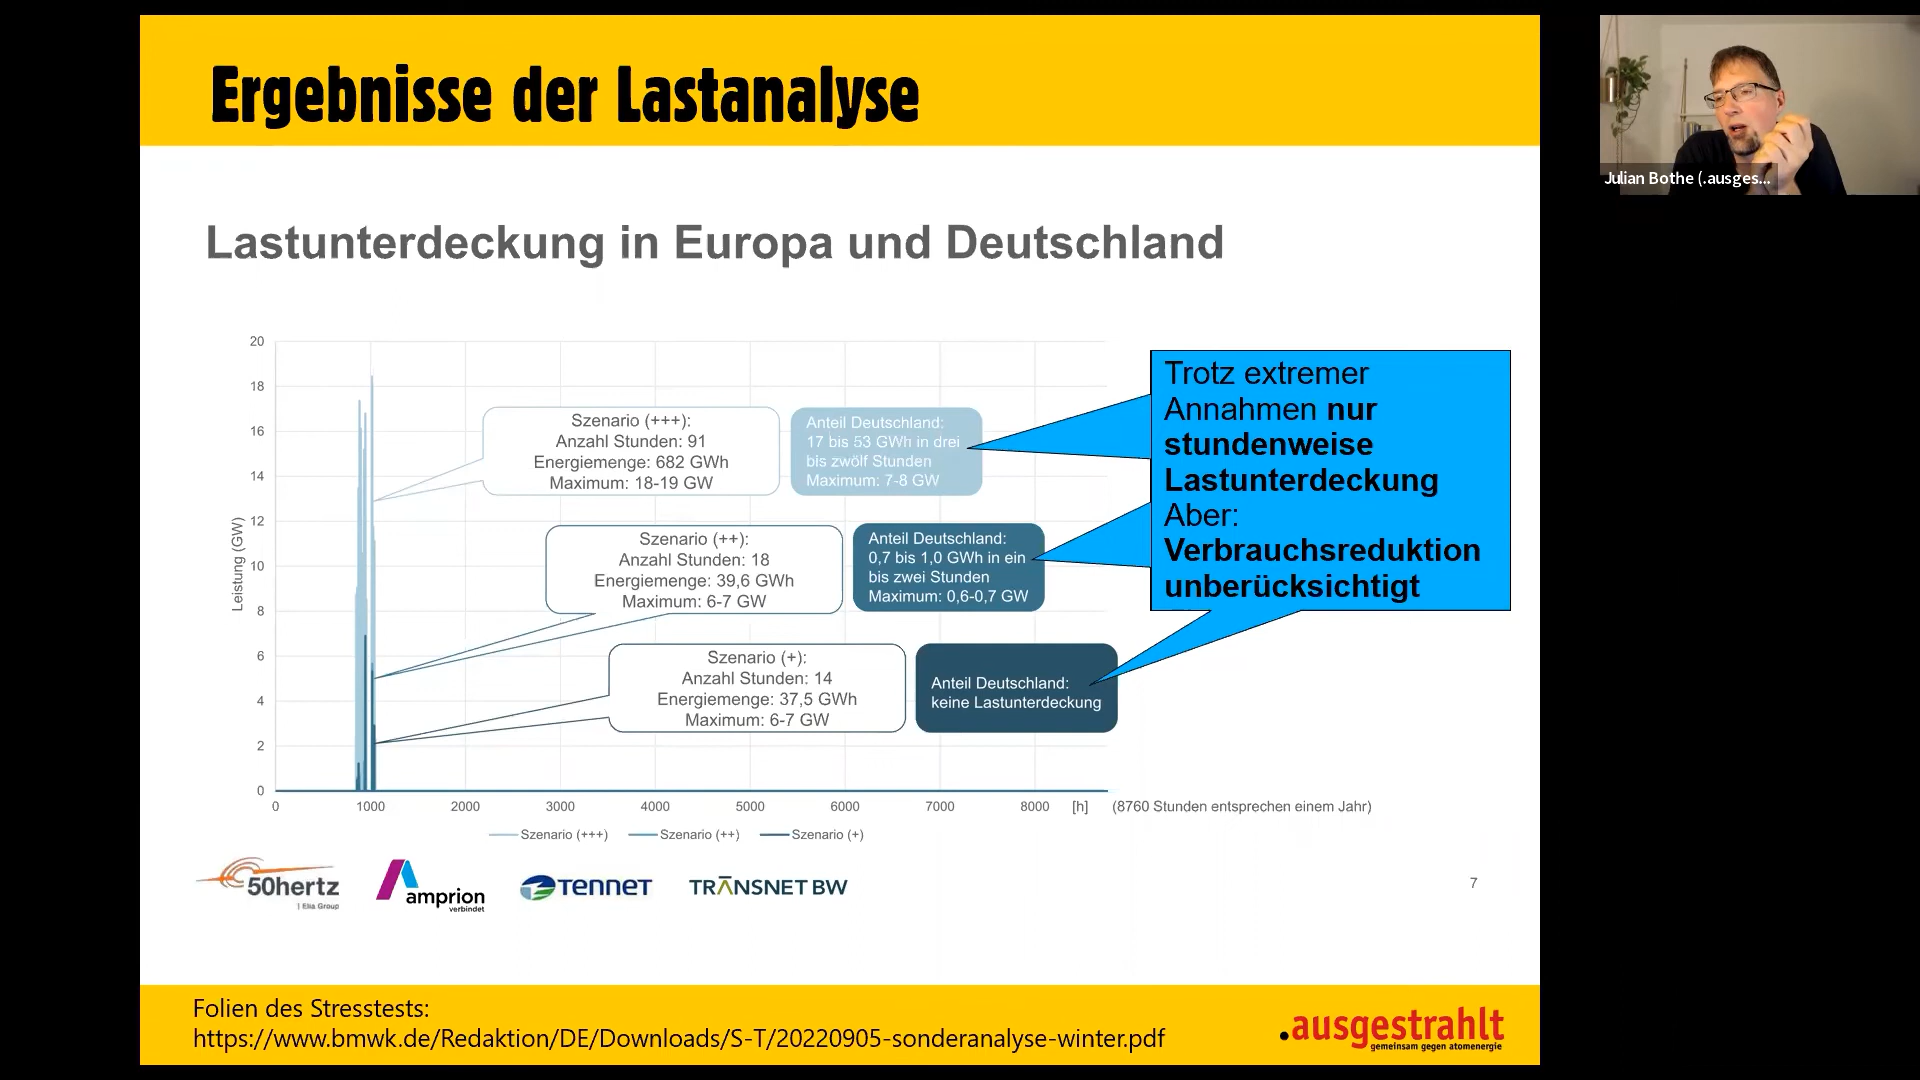 Ergebnisse der Lastanalyse
Julian Bothe (.ausges...
Lastunterdeckung in Europa und Deutschland
Leistung (GW)
20
18
16
14
12
10
8
6
4
2
0
Szenario (+++):
Anzahl Stunden: 91
Energiemenge: 682 GWh
Maximum: 18-19 GW
Anteil Deutschland:
17 bis 53 GWh in drei
bis zwölf Stunden
Maximum: 7-8 GW
Szenario (++):
Anzahl Stunden: 18
Energiemenge: 39,6 GWh
Maximum: 6-7 GW
Anteil Deutschland:
0,7 bis 1,0 GWh in ein
bis zwei Stunden
Maximum: 0,6-0,7 GW
Szenario (+):
Anzahl Stunden: 14
Energiemenge: 37,5 GWh
Maximum: 6-7 GW
Anteil Deutschland:
keine Lastunterdeckung
Trotz extremer
Annahmen nur
stundenweise
Lastunterdeckung
Aber:
Verbrauchsreduktion
unberücksichtigt
0 1000 2000 3000 4000 5000 6000 7000 8000 [h] (8760 Stunden entsprechen einem Jahr)
Szenario (+++) Szenario (++) Szenario (+)
50hertz
Elia Group
amprion
verbindet
TENNET
TRANSNET BW
7
Folien des Stresstests:
https://www.bmwk.de/Redaktion/DE/Downloads/S-T/20220905-sonderanalyse-winter.pdf
.ausgestrahlt
gemeinsam gegen atomenergie